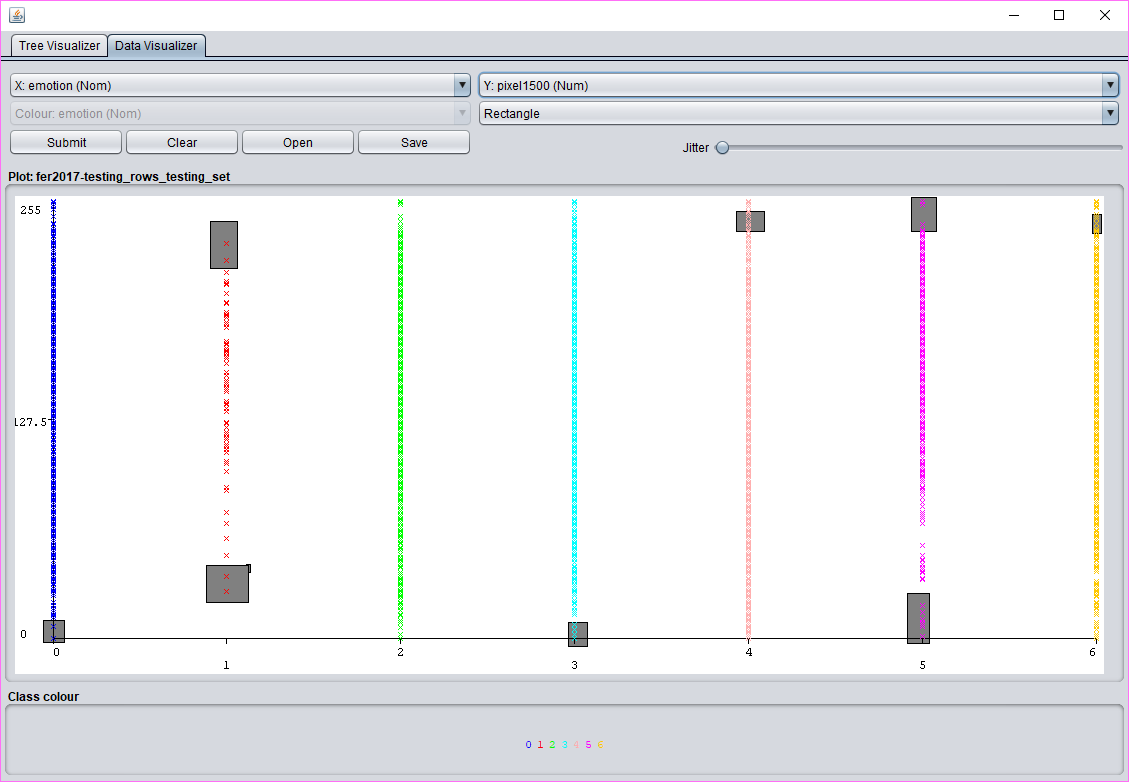 Tree Visualizer Data Visualizer
X: emotion (Nom) Y: pixel1500 (Num)
Colour: emotion (Nom) Rectangle
Submit Clear Open Save Jitter
Plot: fer2017-testing_rows_testing_set
255
127.5
0
0 1 2 3 4 5 6
Class colour
0 1 2 3 4 5 6